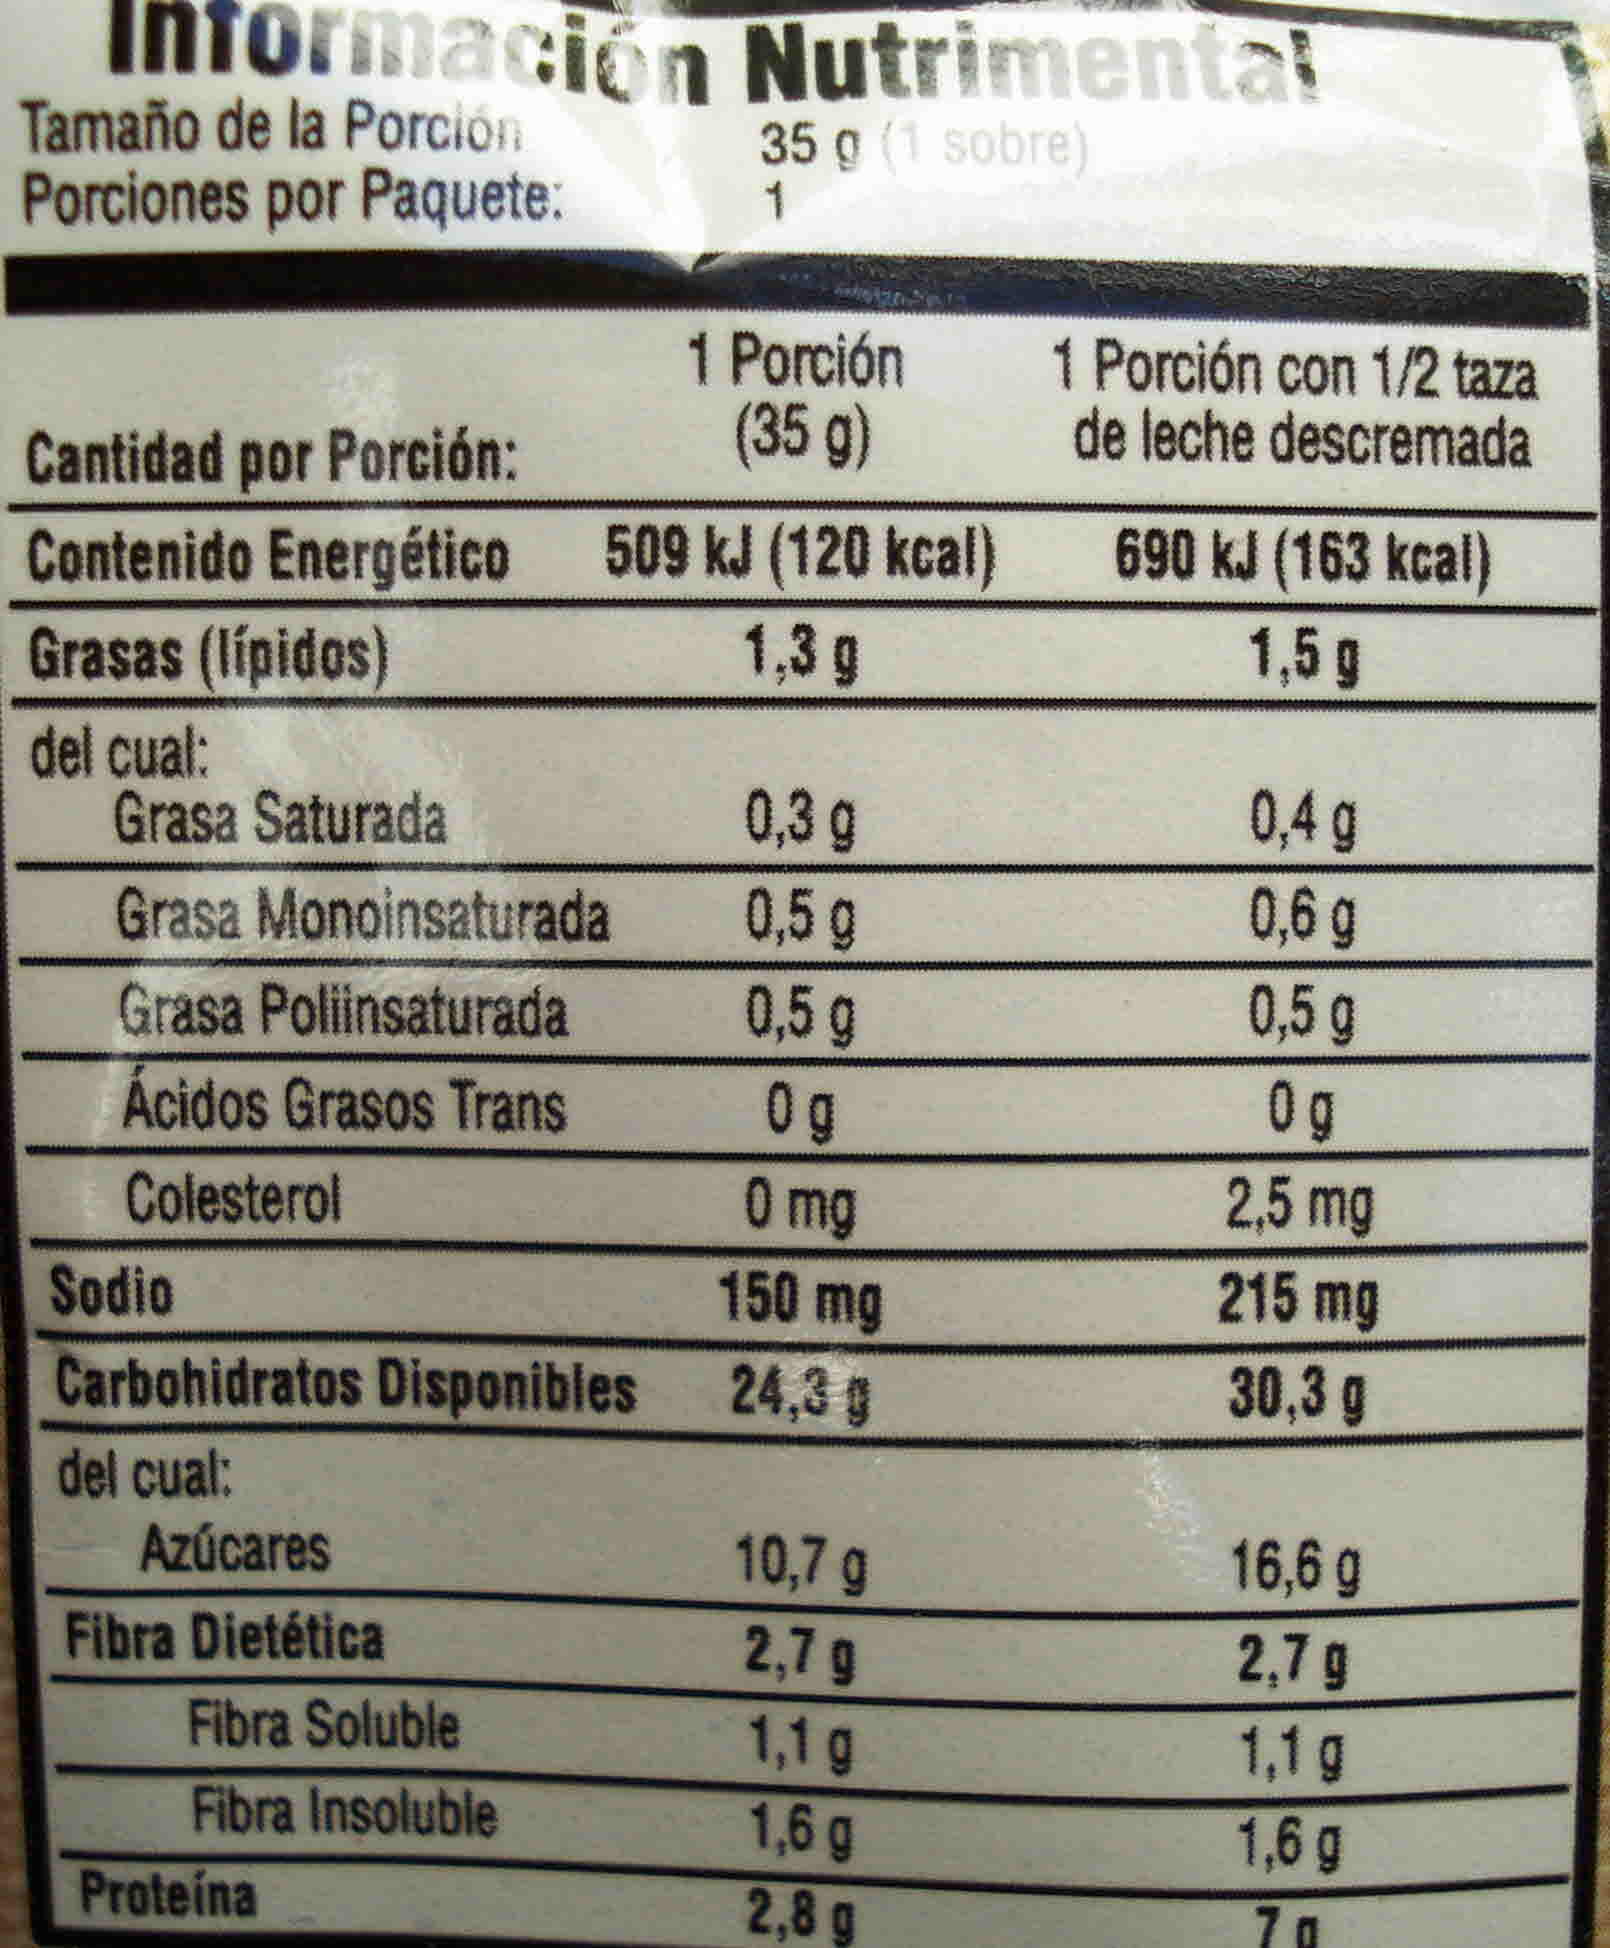 Información Nutrimental
Tamaño de la Porción 35 g (1 sobre)
Porciones por Paquete: 1
1 Porción 1 Porción con 1/2 taza
Cantidad por Porción: (35 g) de leche descremada
Contenido Energético 509 kJ (120 kcal) 690 kJ (163 kcal)
Grasas (lípidos) 1,3 g 1,5 g
del cual:
Grasa Saturada 0,3 g 0,4 g
Grasa Monoinsaturada 0,5 g 0,6 g
Grasa Poliinsaturada 0,5 g 0,5 g
Ácidos Grasos Trans 0 g 0 g
Colesterol 0 mg 2,5 mg
Sodio 150 mg 215 mg
Carbohidratos Disponibles 24,3 g 30,3 g
del cual:
Azúcares 10,7 g 16,6 g
Fibra Dietética 2,7 g 2,7 g
Fibra Soluble 1,1 g 1,1 g
Fibra Insoluble 1,6 g 1,6 g
Proteína 2,8 g 7 g